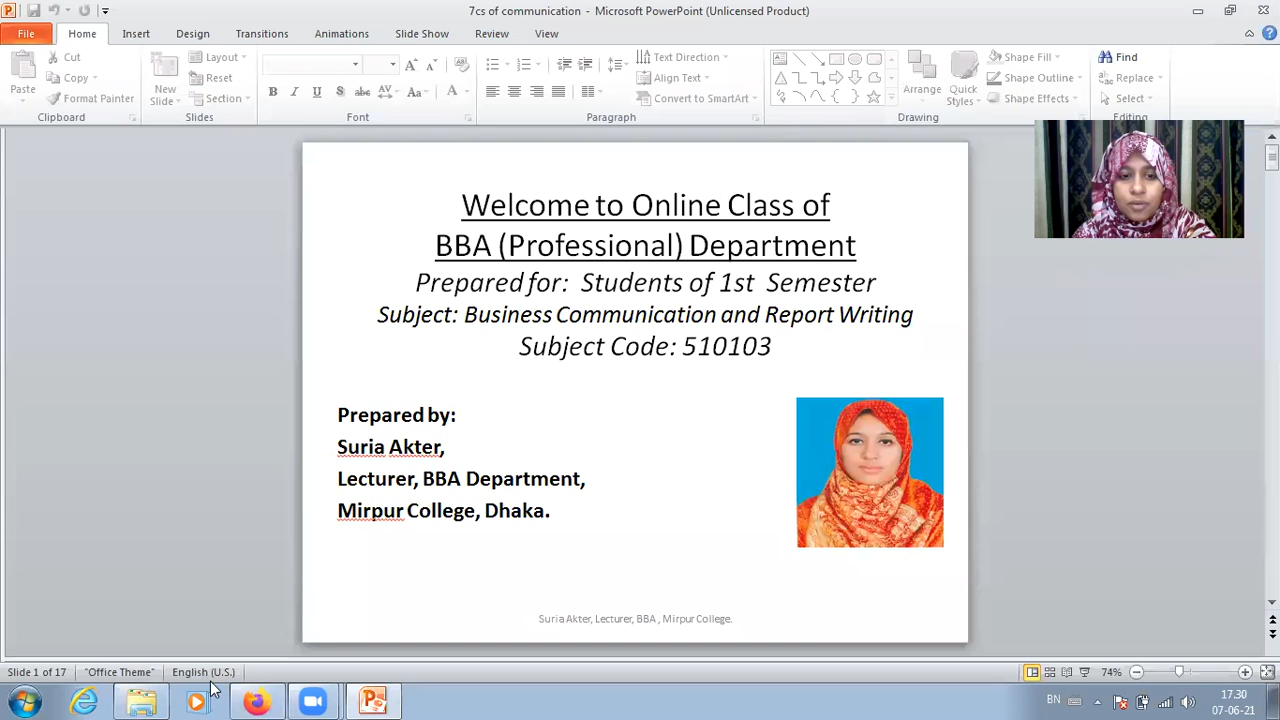 7cs of communication - Microsoft PowerPoint (Unlicensed Product)
File Home Insert Design Transitions Animations Slide Show Review View
Paste
Cut
Copy
Format Painter
Clipboard
New Slide
Layout
Reset
Section
Slides
Font
Text Direction
Align Text
Convert to SmartArt
Paragraph
Arrange
Quick Styles
Shape Fill
Shape Outline
Shape Effects
Drawing
Find
Replace
Select
Editing
Welcome to Online Class of
BBA (Professional) Department
Prepared for: Students of 1st Semester
Subject: Business Communication and Report Writing
Subject Code: 510103
Prepared by:
Suria Akter,
Lecturer, BBA Department,
Mirpur College, Dhaka.
Suria Akter, Lecturer, BBA , Mirpur College.
Slide 1 of 17 "Office Theme" English (U.S.) 74%
BN 17.30
07-06-21